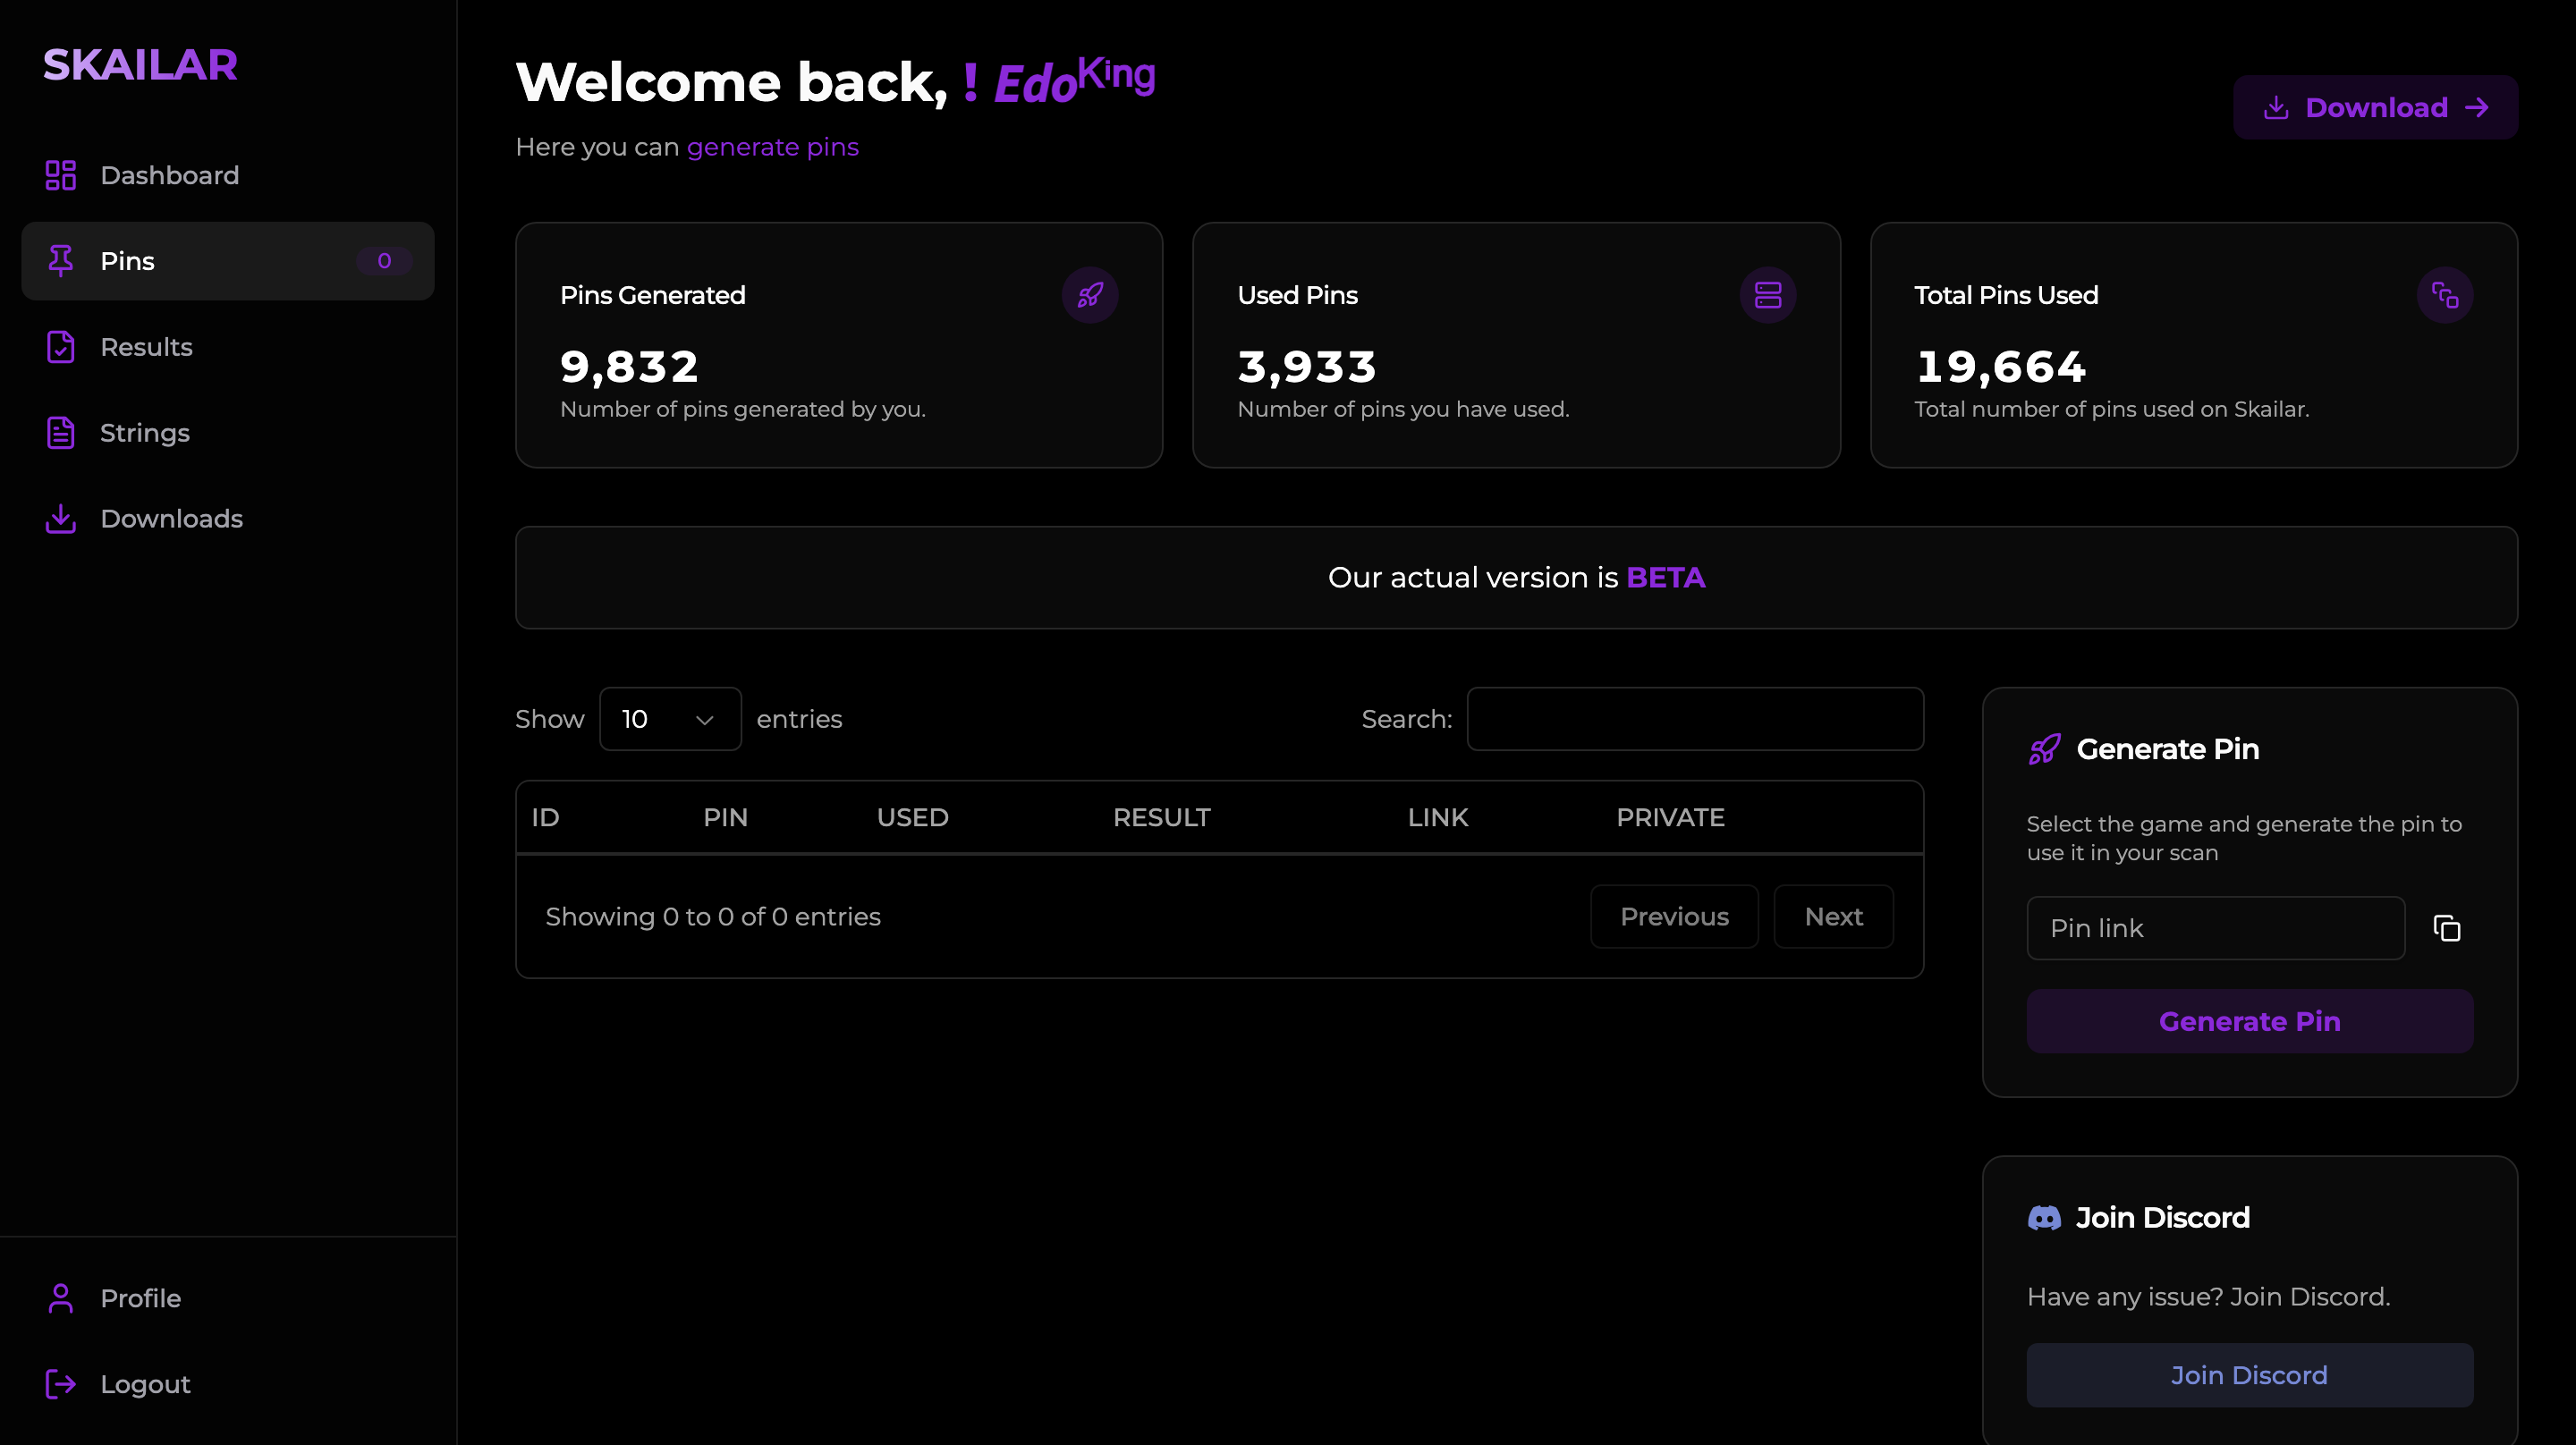 SKAILAR
Dashboard
Pins 0
Results
Strings
Downloads
Profile
Logout
Welcome back, ! Edoᴷⁱⁿᵍ
Here you can generate pins
Download
Pins Generated
9,832
Number of pins generated by you.
Used Pins
3,933
Number of pins you have used.
Total Pins Used
19,664
Total number of pins used on Skailar.
Our actual version is BETA
Show 10 entries
Search:
ID PIN USED RESULT LINK PRIVATE
Showing 0 to 0 of 0 entries
Previous Next
Generate Pin
Select the game and generate the pin to
use it in your scan
Pin link
Generate Pin
Join Discord
Have any issue? Join Discord.
Join Discord